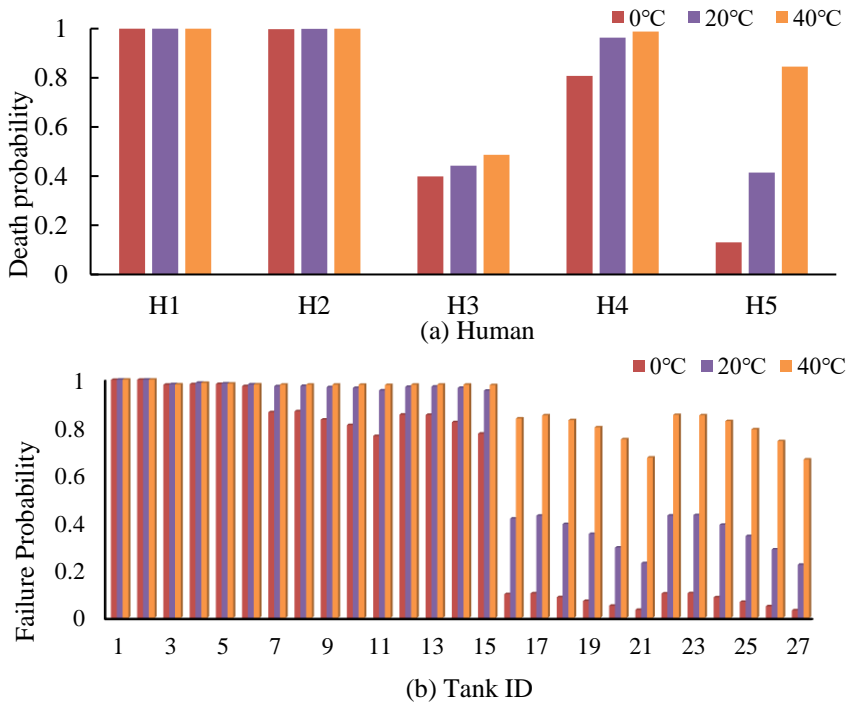 0℃ 20℃ 40℃
1
0.8
0.6
0.4
0.2
0
Death probability
H1 H2 H3 H4 H5
(a) Human
0℃ 20℃ 40℃
1
0.8
0.6
0.4
0.2
0
Failure Probability
1 3 5 7 9 11 13 15 17 19 21 23 25 27
(b) Tank ID